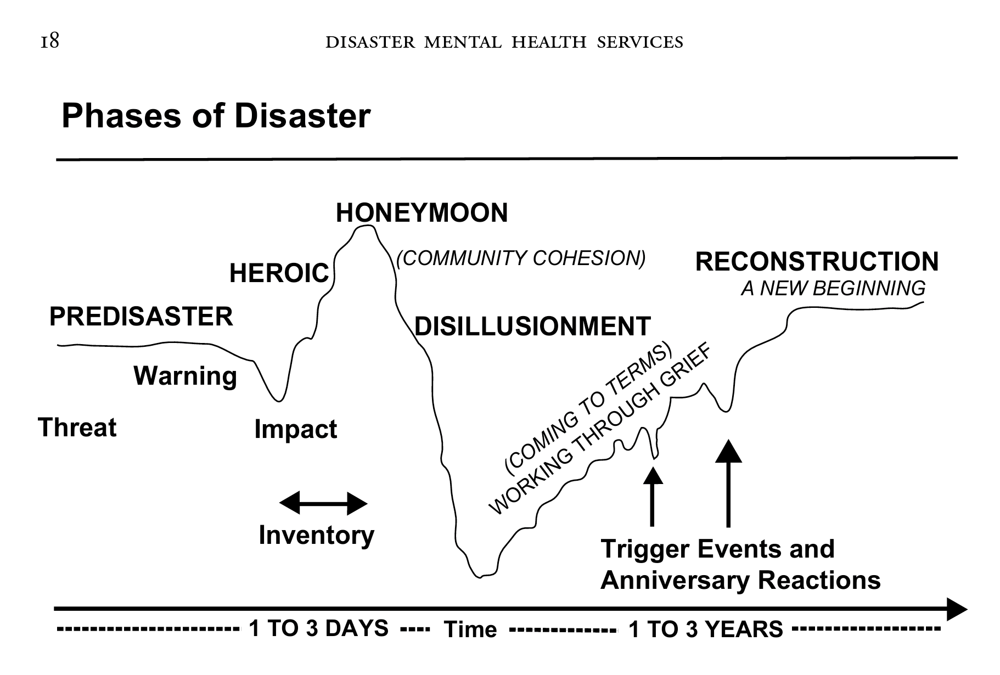 18
DISASTER MENTAL HEALTH SERVICES
Phases of Disaster
HONEYMOON
(COMMUNITY COHESION)
HEROIC
RECONSTRUCTION
A NEW BEGINNING
PREDISASTER
DISILLUSIONMENT
Warning
(COMING TO TERMS)
WORKING THROUGH GRIEF
Threat
Impact
Inventory
Trigger Events and
Anniversary Reactions
1 TO 3 DAYS Time 1 TO 3 YEARS